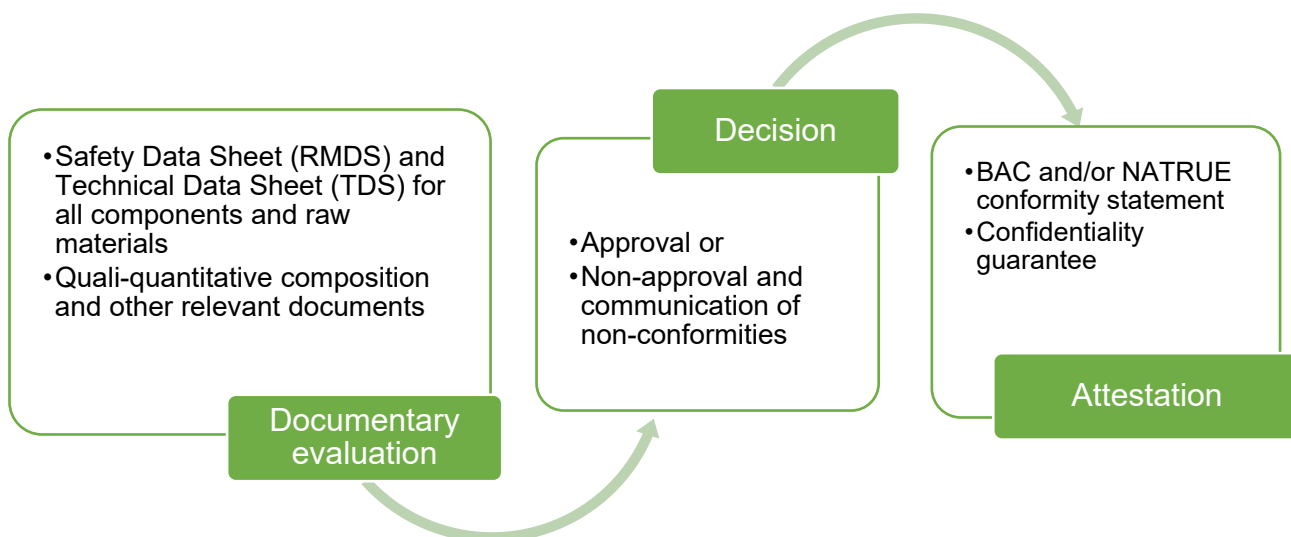 •Safety Data Sheet (RMDS) and
Technical Data Sheet (TDS) for
all components and raw
materials
•Quali-quantitative composition
and other relevant documents
Documentary
evaluation
Decision
•Approval or
•Non-approval and
communication of
non-conformities
•BAC and/or NATRUE
conformity statement
•Confidentiality
guarantee
Attestation